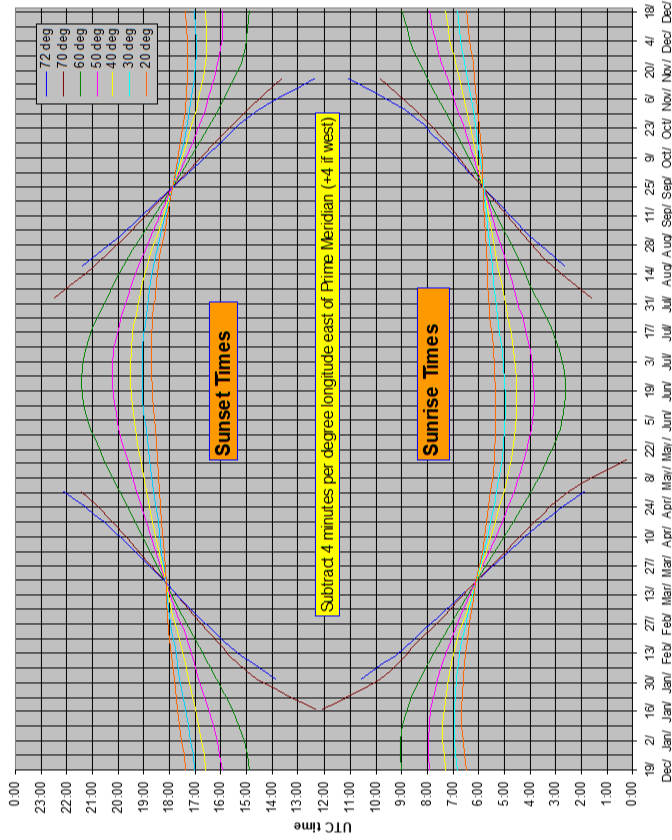 72 deg
70 deg
60 deg
50 deg
40 deg
30 deg
20 deg
Sunset Times
Subtract 4 minutes per degree longitude east of Prime Meridian (+4 if west)
Sunrise Times
UTC time
0:00
23:00
22:00
21:00
20:00
19:00
18:00
17:00
16:00
15:00
14:00
13:00
12:00
11:00
10:00
9:00
8:00
7:00
6:00
5:00
4:00
3:00
2:00
1:00
0:00
19/ 2/ 16/ 30/ 13/ 27/ 13/ 27/ 10/ 24/ 8/ 22/ 5/ 19/ 3/ 17/ 31/ 14/ 28/ 11/ 25/ 9/ 23/ 6/ 20/ 4/ 18/
Dec/ Jan/ Jan/ Jan/ Feb/ Feb/ Mar/ Mar/ Apr/ Apr/ May/ May/ Jun/ Jun/ Jul/ Jul/ Jul/ Aug/ Aug/ Sep/ Sep/ Oct/ Oct/ Nov/ Nov/ Dec/ Dec/